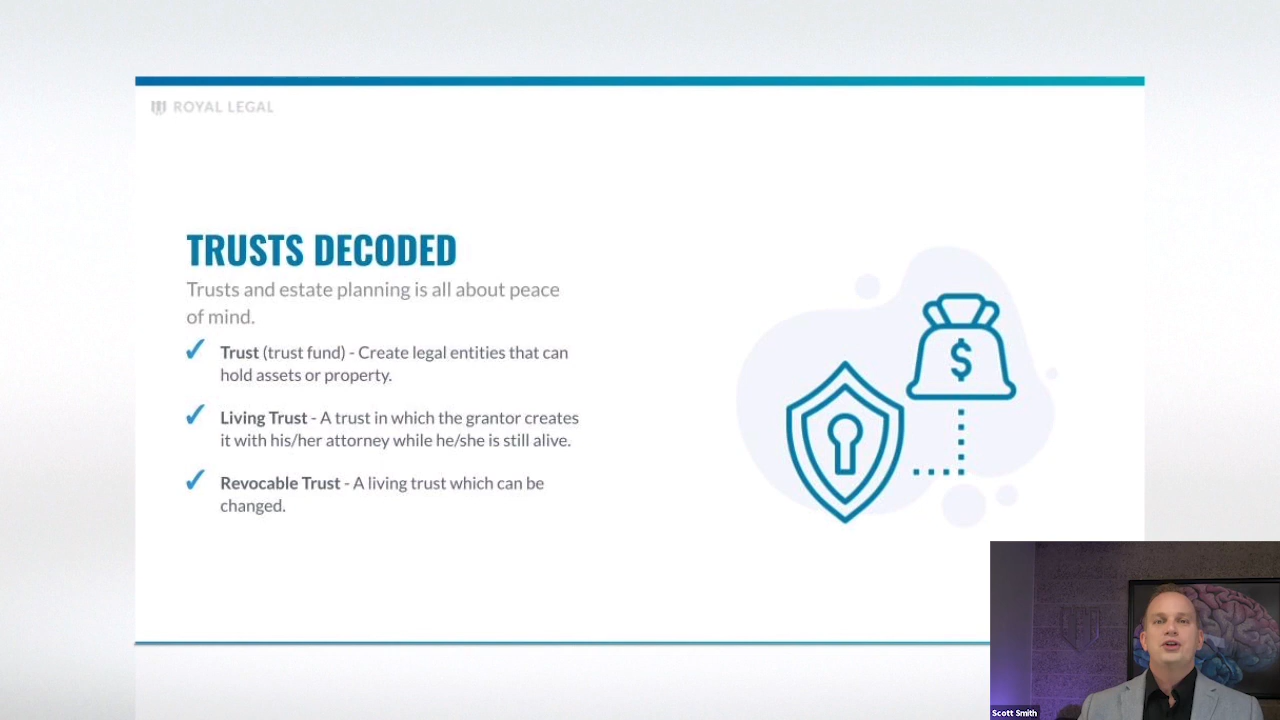 ROYAL LEGAL
TRUSTS DECODED
Trusts and estate planning is all about peace
of mind.
✓ Trust (trust fund) - Create legal entities that can
hold assets or property.
✓ Living Trust - A trust in which the grantor creates
it with his/her attorney while he/she is still alive.
✓ Revocable Trust - A living trust which can be
changed.
$
Scott Smith